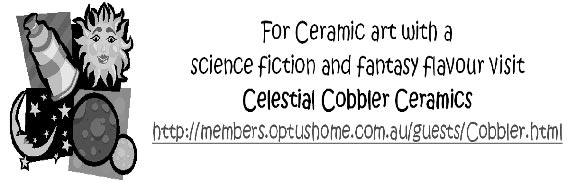 For Ceramic art with a
science fiction and fantasy flavour visit
Celestial Cobbler Ceramics
http://members.optushome.com.au/guests/Cobbler.html